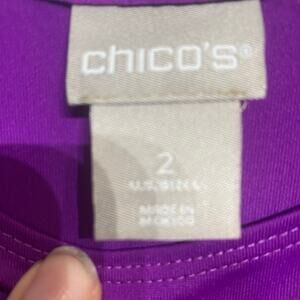 chico's®
2
U.S. SIZE L
MADE IN
MEXICO